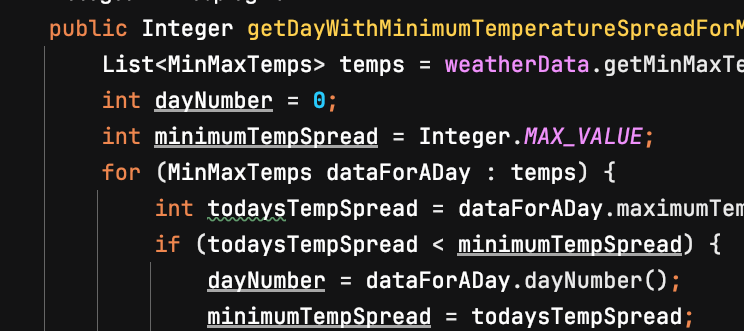 public Integer getDayWithMinimumTemperatureSpreadForM
List<MinMaxTemps> temps = weatherData.getMinMaxTe
int dayNumber = 0;
int minimumTempSpread = Integer.MAX_VALUE;
for (MinMaxTemps dataForADay : temps) {
int todaysTempSpread = dataForADay.maximumTem
if (todaysTempSpread < minimumTempSpread) {
dayNumber = dataForADay.dayNumber();
minimumTempSpread = todaysTempSpread;